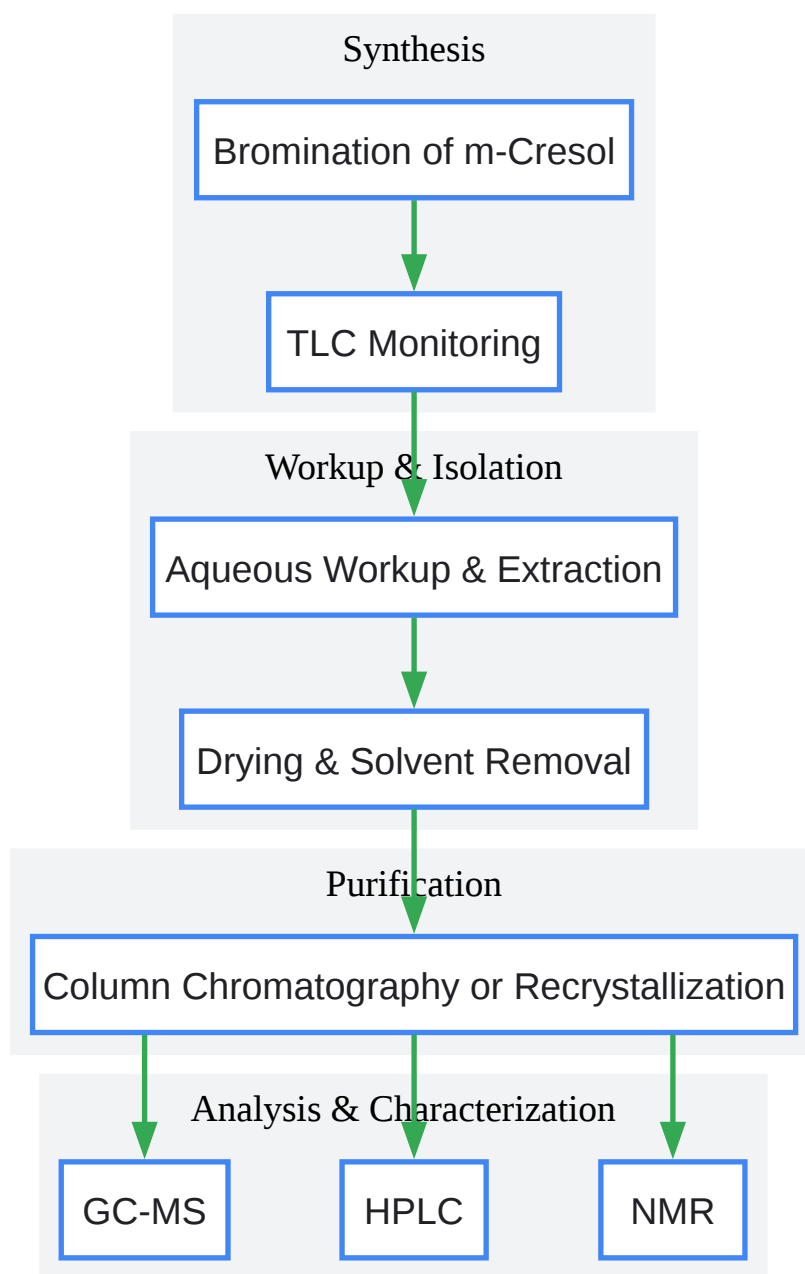 Synthesis
Bromination of m-Cresol
TLC Monitoring
Workup & Isolation
Aqueous Workup & Extraction
Drying & Solvent Removal
Purification
Column Chromatography or Recrystallization
Analysis & Characterization
GC-MS
HPLC
NMR